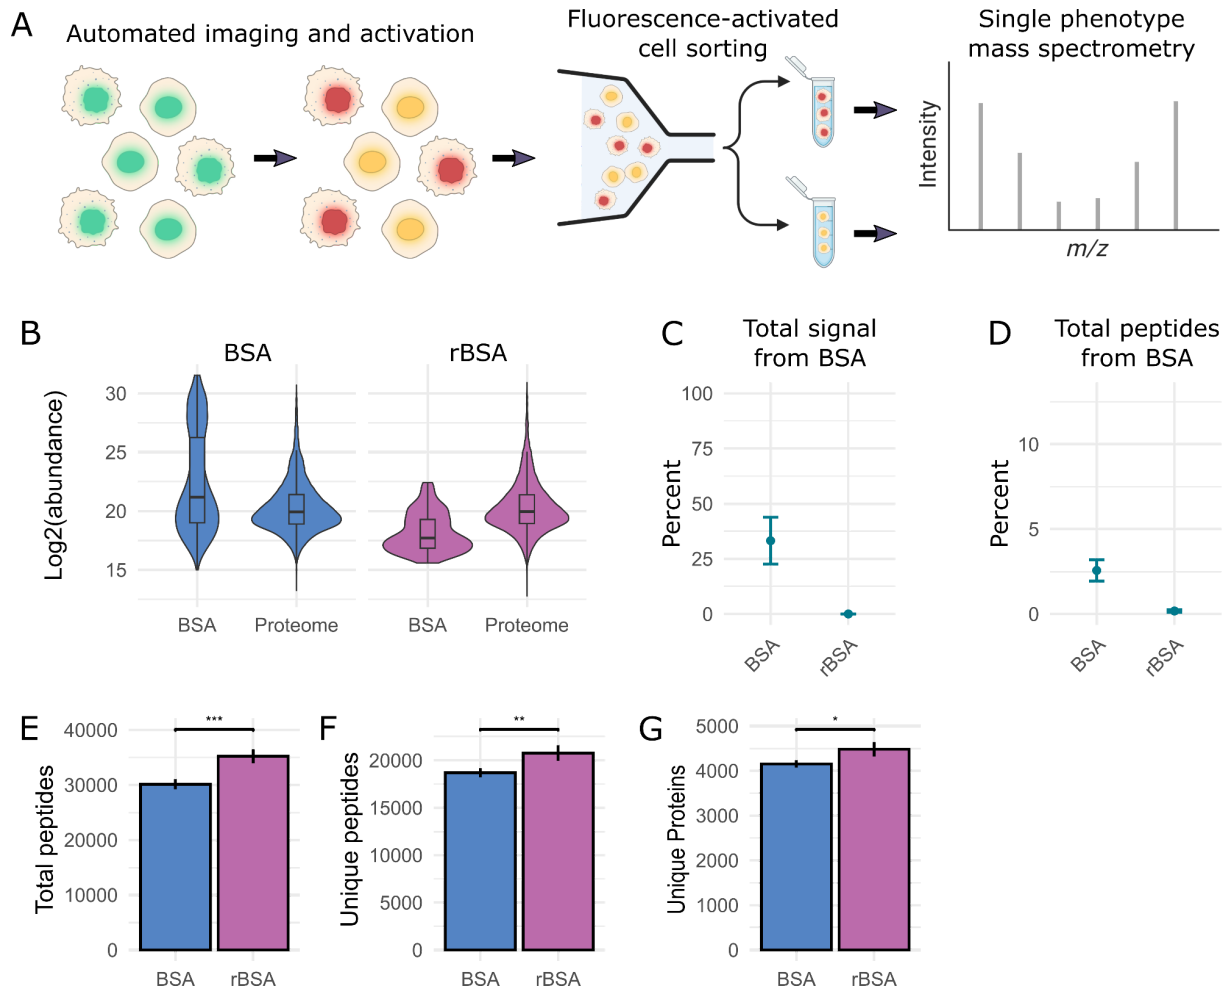 A
Automated imaging and activation
Fluorescence-activated
cell sorting
Single phenotype
mass spectrometry
Intensity
m/z
B
BSA
rBSA
Log2(abundance)
30
25
20
15
BSA
Proteome
BSA
Proteome
C
Total signal
from BSA
Percent
100
75
50
25
0
BSA
rBSA
D
Total peptides
from BSA
Percent
10
5
0
BSA
rBSA
E
Total peptides
40000
30000
20000
10000
0
***
BSA
rBSA
F
Unique peptides
20000
15000
10000
5000
0
**
BSA
rBSA
G
Unique Proteins
5000
4000
3000
2000
1000
0
*
BSA
rBSA